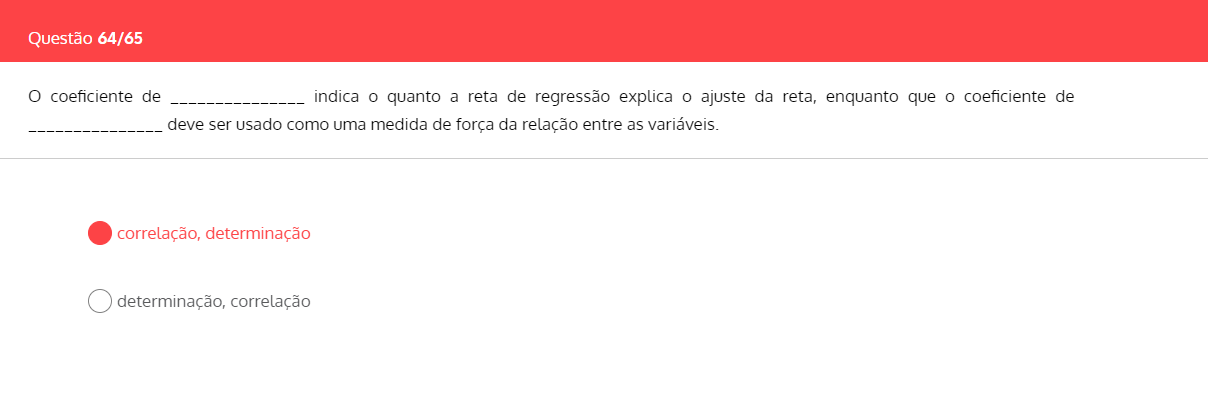 Questão 64/65
O coeficiente de _______________ indica o quanto a reta de regressão explica o ajuste da reta, enquanto que o coeficiente de
_______________ deve ser usado como uma medida de força da relação entre as variáveis.
correlação, determinação
determinação, correlação